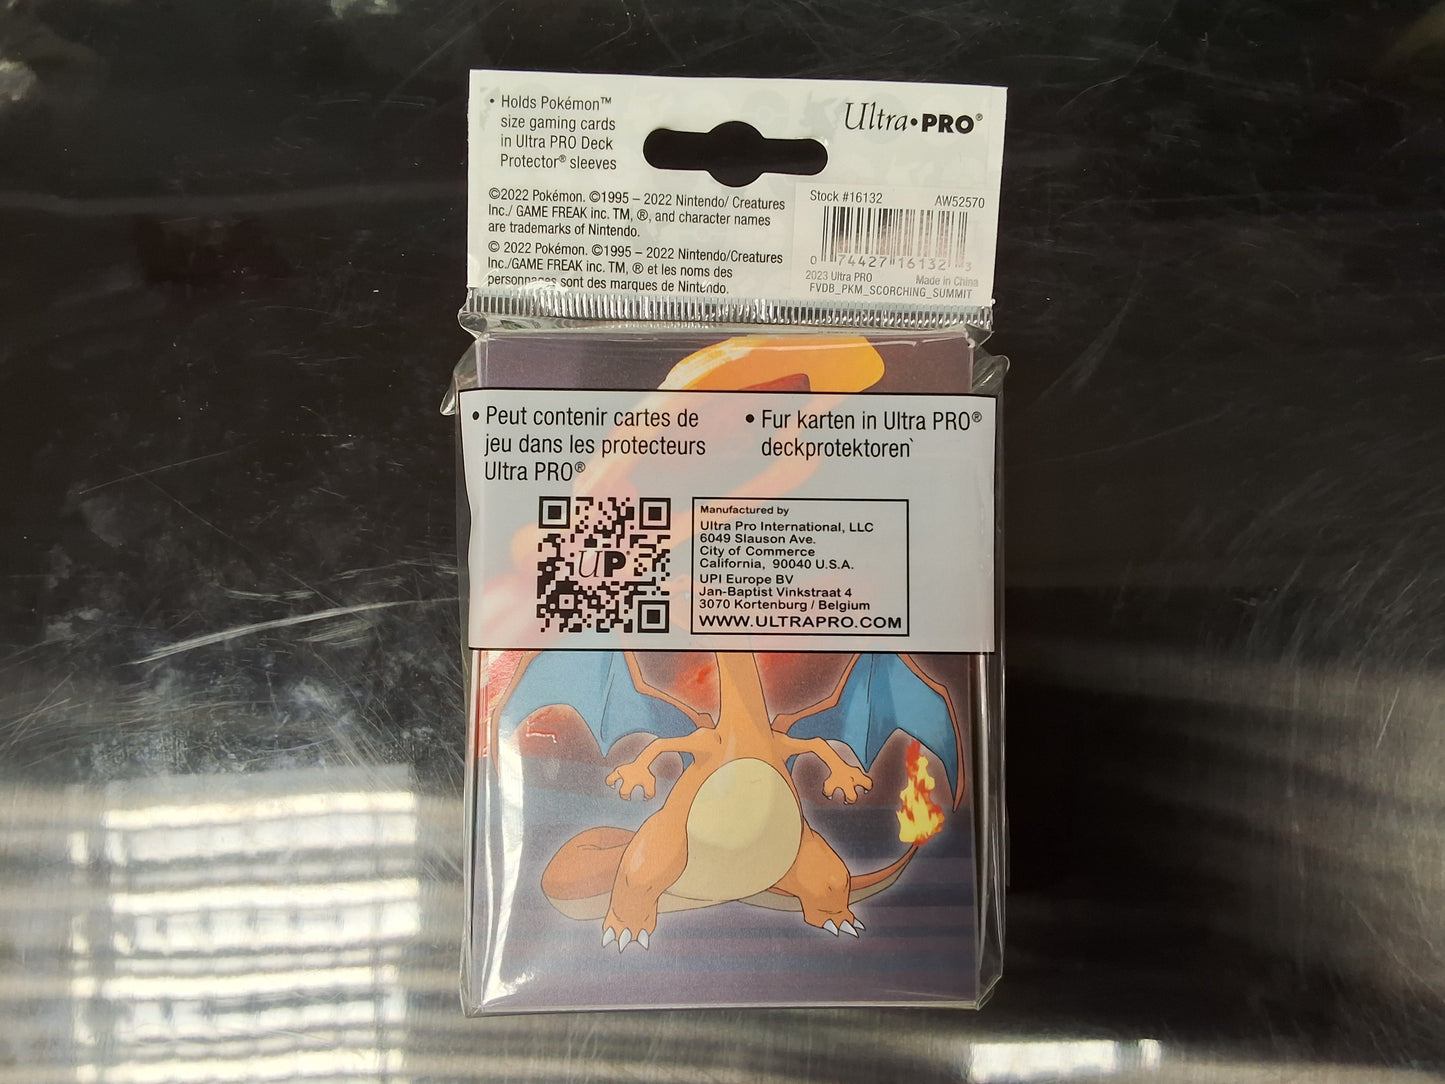 • Holds Pokémon™
size gaming cards
in Ultra PRO Deck
Protector® sleeves
Ultra•PRO®
©2022 Pokémon. ©1995 – 2022 Nintendo/ Creatures
Inc./ GAME FREAK inc. TM, ®, and character names
are trademarks of Nintendo.
© 2022 Pokémon. ©1995 – 2022 Nintendo/Creatures
Inc./GAME FREAK inc. TM, ® et les noms des
personnages sont des marques de Nintendo.
Stock #16132 AW52570
0 74427 16132 3
2023 Ultra PRO Made in China
FVDB_PKM_SCORCHING_SUMMIT
• Peut contenir cartes de
jeu dans les protecteurs
Ultra PRO®
• Fur karten in Ultra PRO®
deckprotektoren`
UP
Manufactured by
Ultra Pro International, LLC
6049 Slauson Ave.
City of Commerce
California, 90040 U.S.A.
UPI Europe BV
Jan-Baptist Vinkstraat 4
3070 Kortenburg / Belgium
WWW.ULTRAPRO.COM